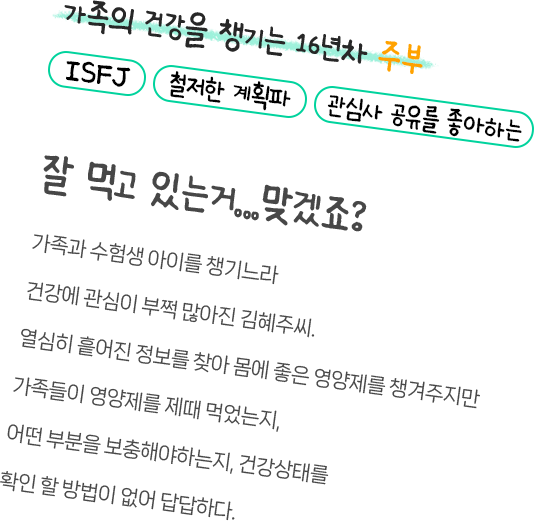 가족의 건강을 챙기는 16년차 주부
ISFJ 철저한 계획파 관심사 공유를 좋아하는
잘 먹고 있는거...맞겠죠?
가족과 수험생 아이를 챙기느라
건강에 관심이 부쩍 많아진 김혜주씨.
열심히 흩어진 정보를 찾아 몸에 좋은 영양제를 챙겨주지만
가족들이 영양제를 제때 먹었는지,
어떤 부분을 보충해야하는지, 건강상태를
확인 할 방법이 없어 답답하다.